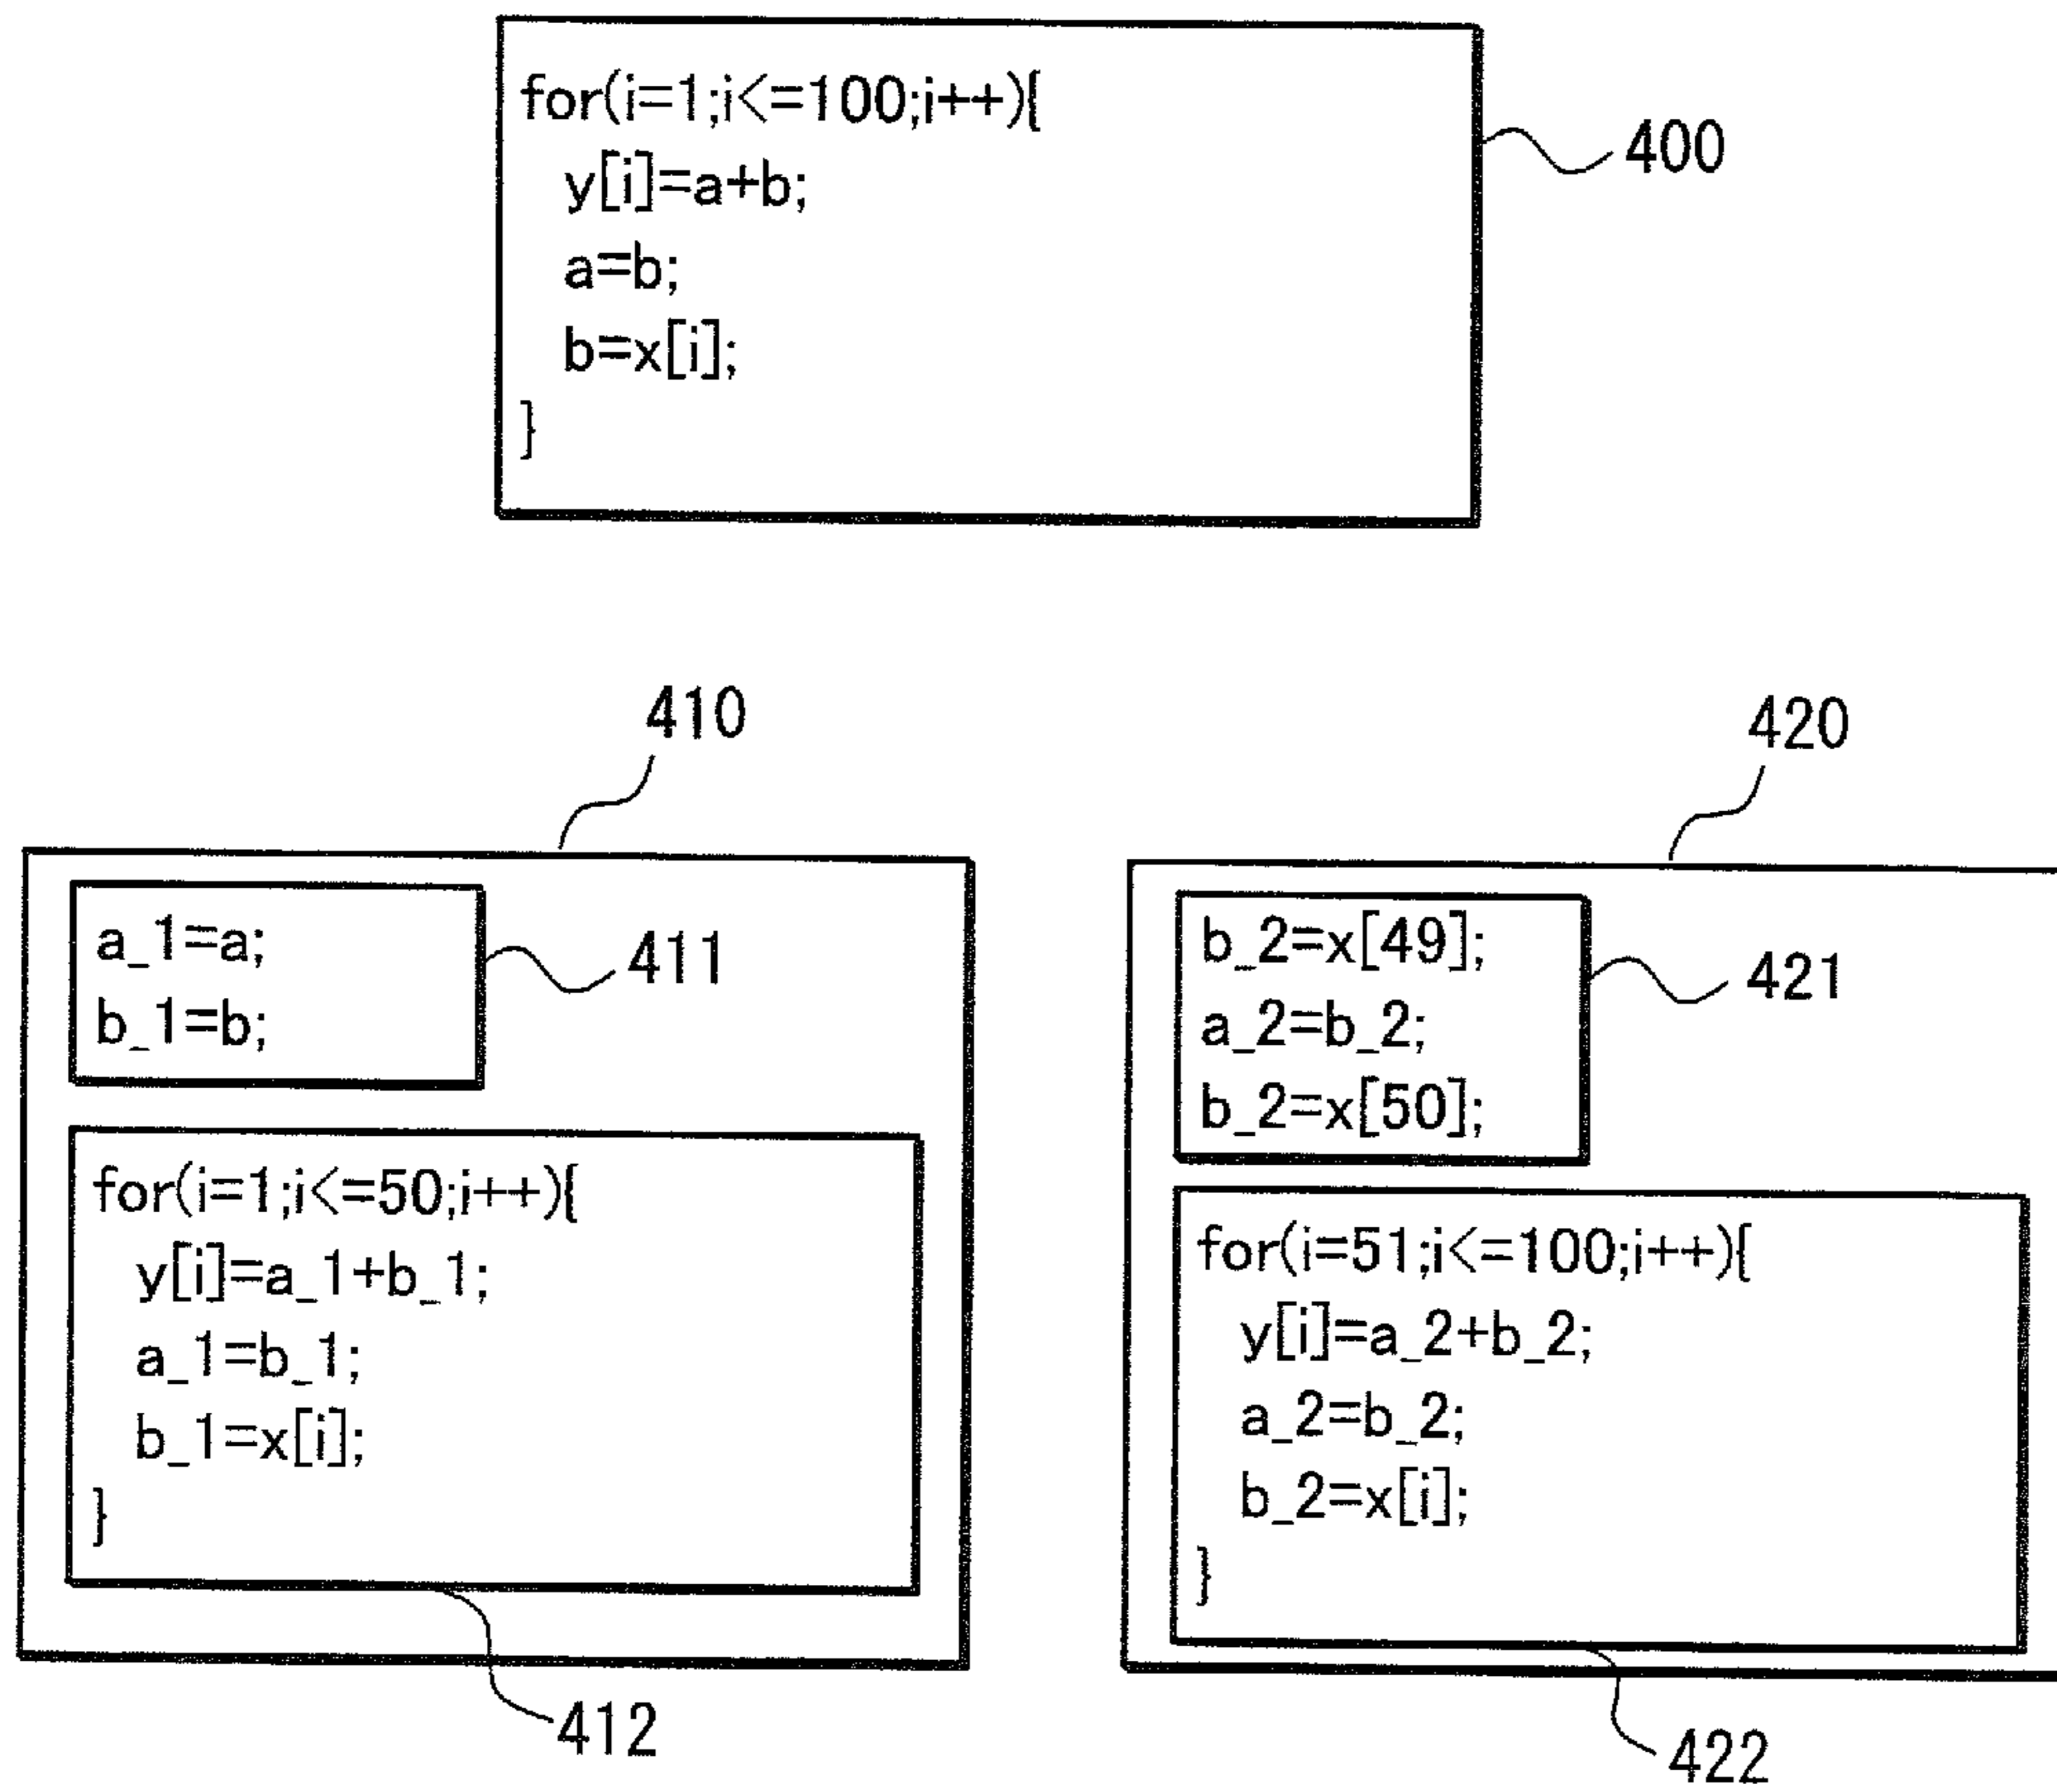 for(i=1;i<=100;i++){
y[i]=a+b;
a=b;
b=x[i];
}
400
410
a_1=a;
b_1=b;
411
for(i=1;i<=50;i++){
y[i]=a_1+b_1;
a_1=b_1;
b_1=x[i];
}
412
420
b_2=x[49];
a_2=b_2;
b_2=x[50];
421
for(i=51;i<=100;i++){
y[i]=a_2+b_2;
a_2=b_2;
b_2=x[i];
}
422